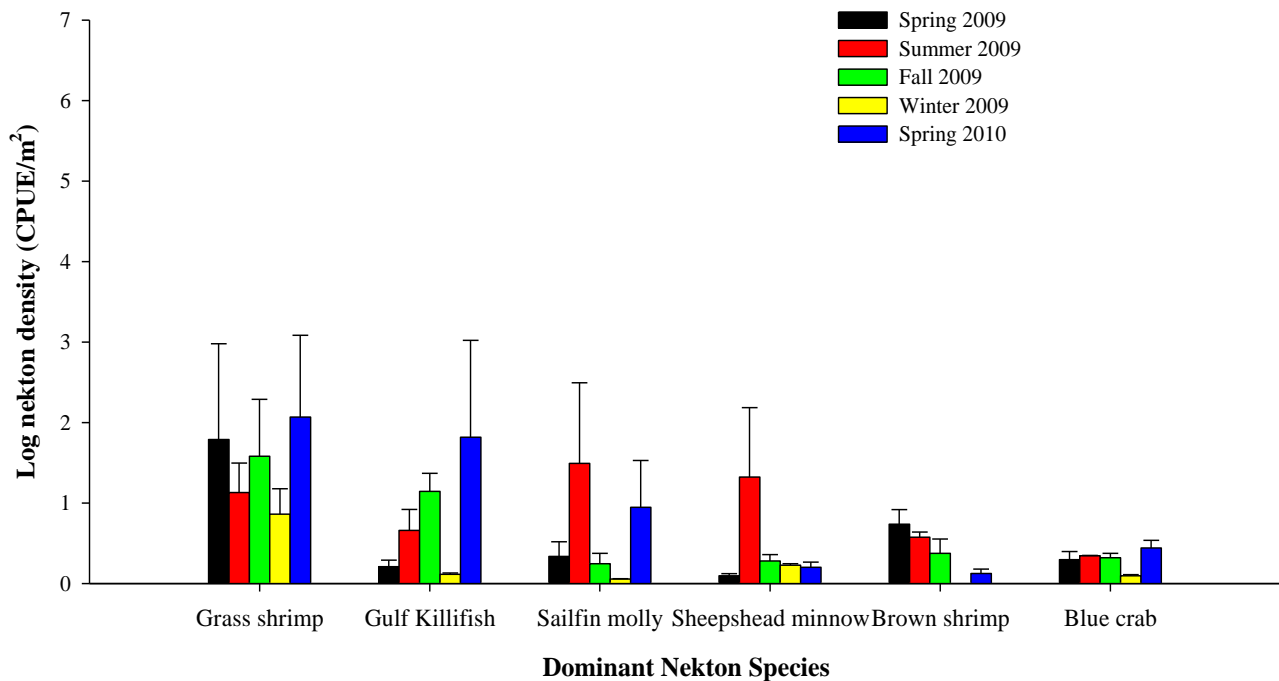 Spring 2009
Summer 2009
Fall 2009
Winter 2009
Spring 2010
Log nekton density (CPUE/m²)
7
6
5
4
3
2
1
0
Grass shrimp Gulf Killifish Sailfin molly Sheepshead minnow Brown shrimp Blue crab
Dominant Nekton Species